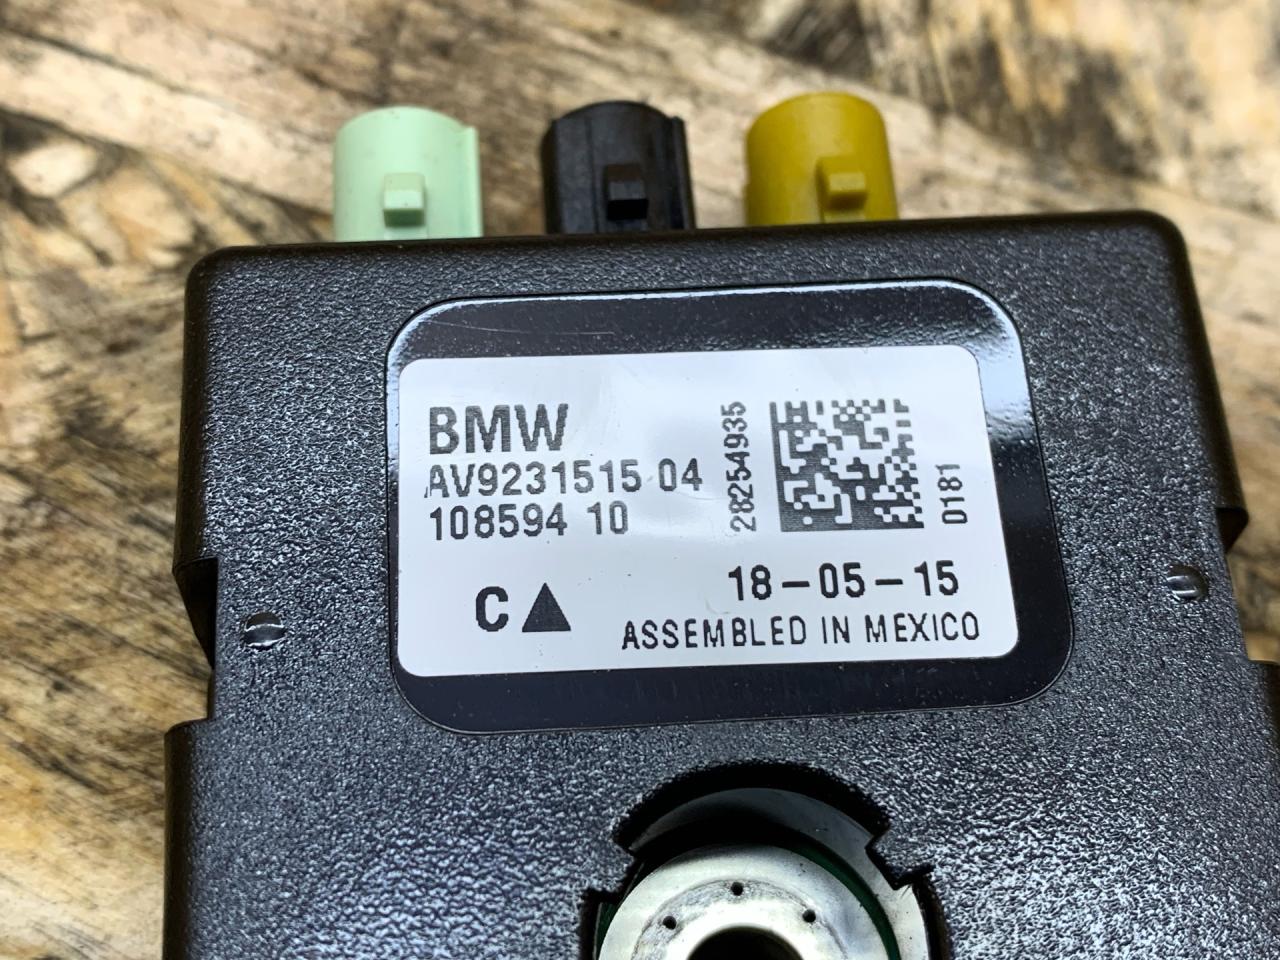 BMW
AV9231515 04
108594 10
28254935
0181
C
18-05-15
ASSEMBLED IN MEXICO